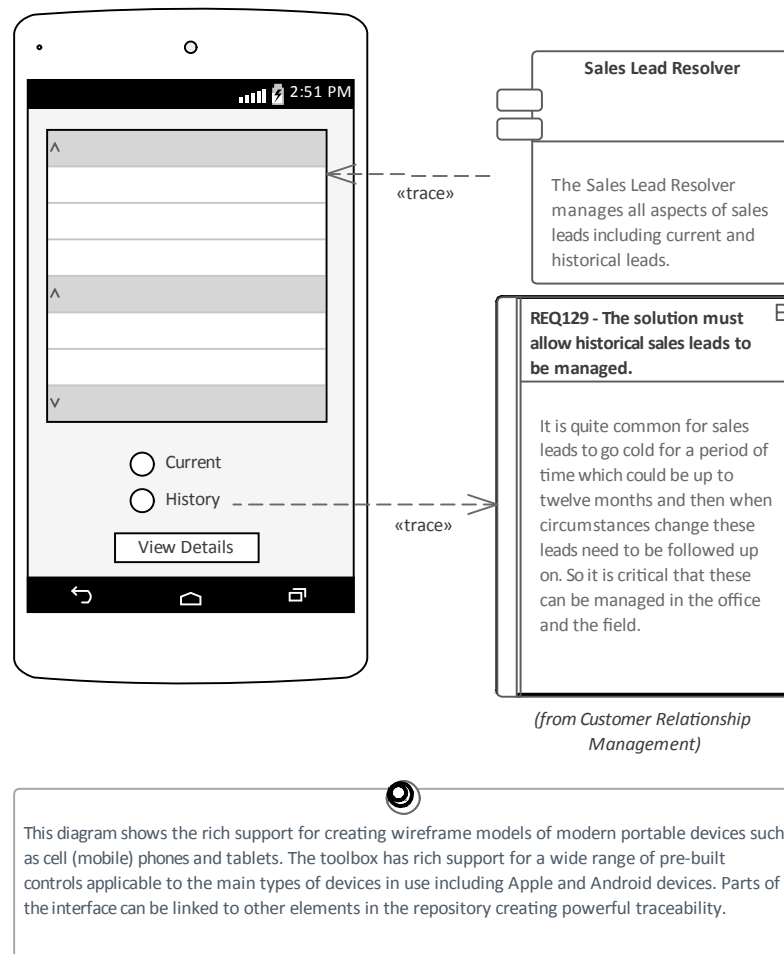 2:51 PM
Current
History
View Details
«trace»
«trace»
Sales Lead Resolver
The Sales Lead Resolver
manages all aspects of sales
leads including current and
historical leads.
REQ129 - The solution must
allow historical sales leads to
be managed.
It is quite common for sales
leads to go cold for a period of
time which could be up to
twelve months and then when
circumstances change these
leads need to be followed up
on. So it is critical that these
can be managed in the office
and the field.
(from Customer Relationship
Management)
This diagram shows the rich support for creating wireframe models of modern portable devices such
as cell (mobile) phones and tablets. The toolbox has rich support for a wide range of pre-built
controls applicable to the main types of devices in use including Apple and Android devices. Parts of
the interface can be linked to other elements in the repository creating powerful traceability.